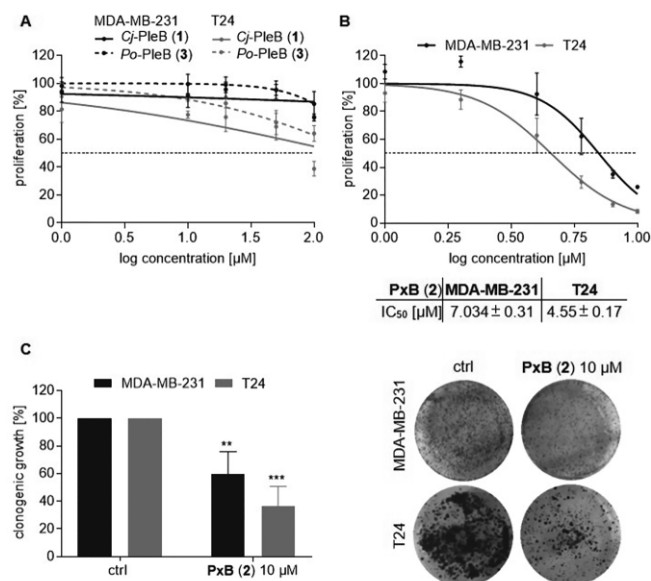 A
MDA-MB-231 T24
Cj-PleB (1) Cj-PleB (1)
Po-PleB (3) Po-PleB (3)
proliferation [%]
120
100
80
60
40
20
0
0.0 0.5 1.0 1.5 2.0
log concentration [µM]
B
MDA-MB-231 T24
proliferation [%]
120
100
80
60
40
20
0
0.00 0.25 0.50 0.75 1.00
log concentration [µM]
PxB (2) MDA-MB-231 T24
IC50 [µM] 7.034 ± 0.31 4.55 ± 0.17
C
MDA-MB-231 T24
clonogenic growth [%]
120
100
80
60
40
20
0
**
***
ctrl PxB (2) 10 µM
ctrl PxB (2) 10 µM
MDA-MB-231
T24